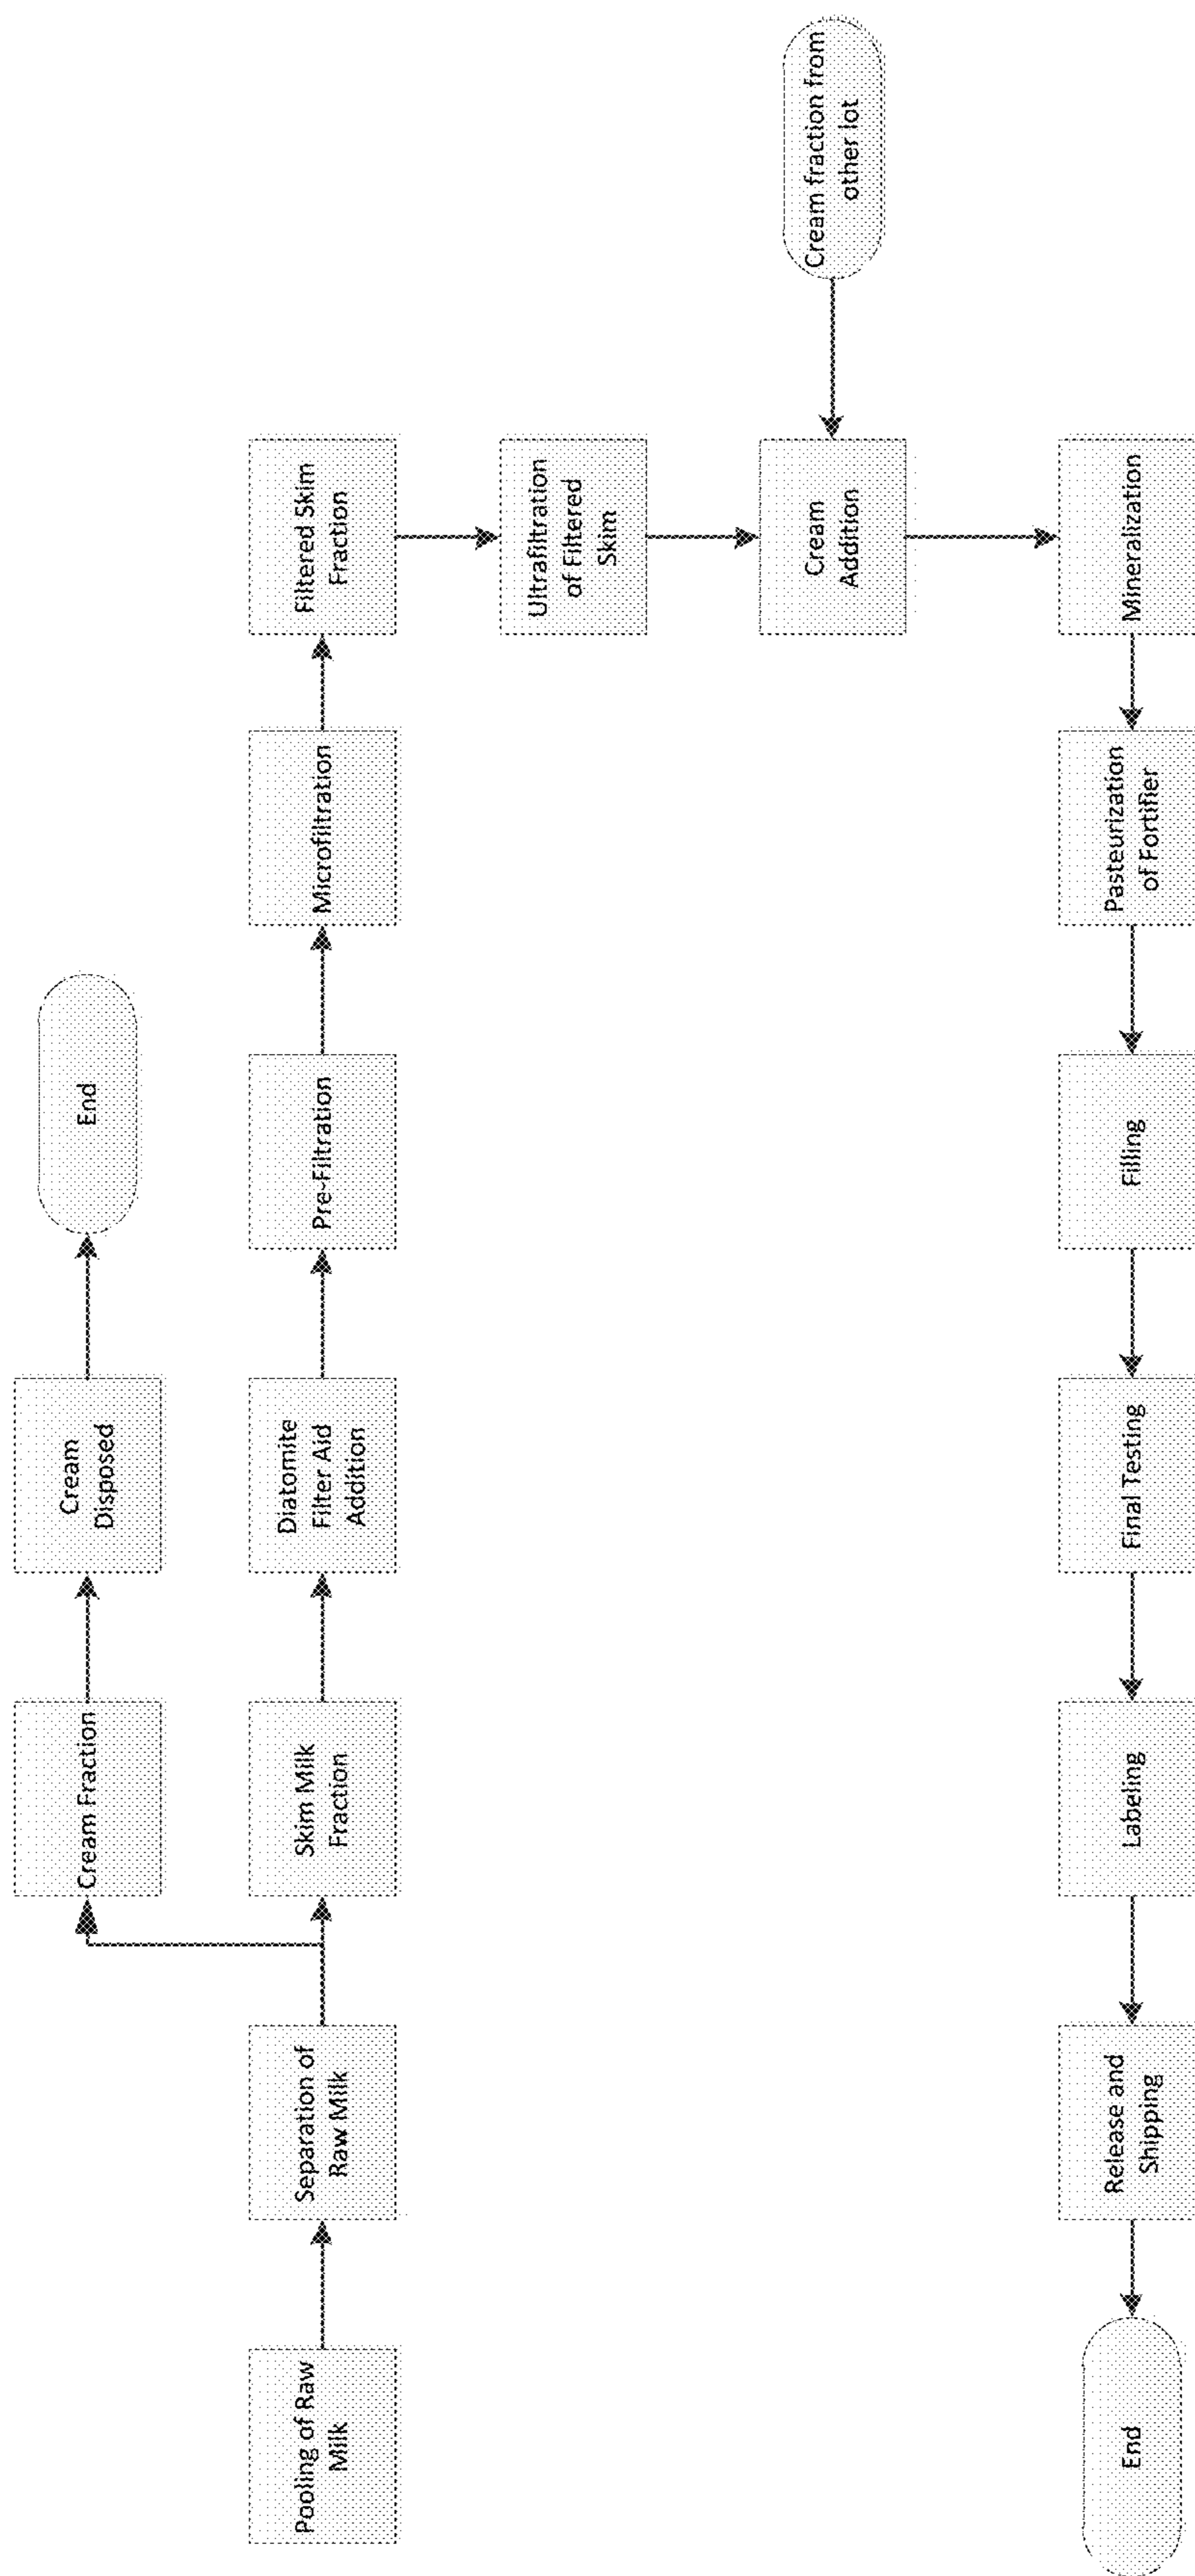 Pooling of Raw
Milk
Separation of
Raw Milk
Cream Fraction
Cream
Disposed
End
Skim Milk
Fraction
Diatomite
Filter Aid
Addition
Pre-Filtration
Microfiltration
Filtered Skim
Fraction
Ultrafiltration
of Filtered
Skim
Cream
Addition
Cream fraction from
other lot
Mineralization
Pasteurization
of Fortifier
Filling
Final Testing
Labeling
Release and
Shipping
End